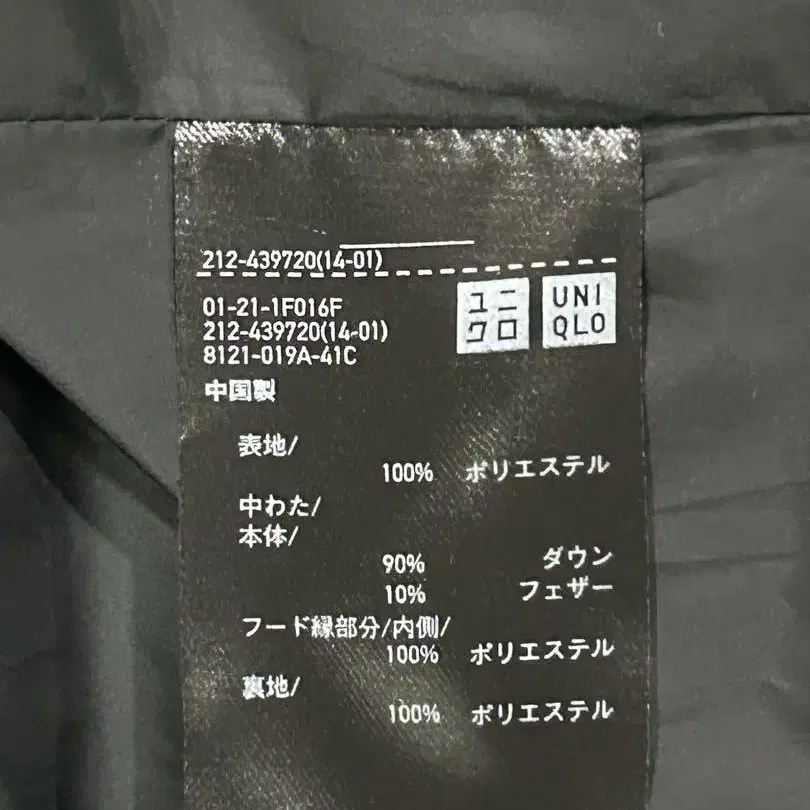 212-439720(14-01)
01-21-1F016F
212-439720(14-01)
8121-019A-41C
ユニ
クロ
UNI
QLO
中国製
表地/
100% ポリエステル
中わた/
本体/
90% ダウン
10% フェザー
フード縁部分/内側/
100% ポリエステル
裏地/
100% ポリエステル